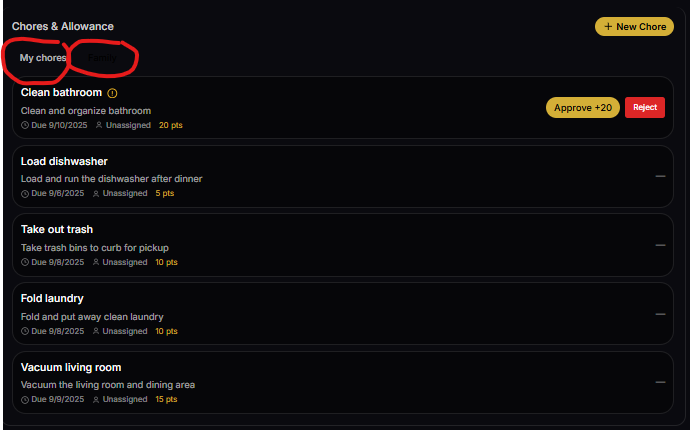 Chores & Allowance
+ New Chore
My chores Family
Clean bathroom
Clean and organize bathroom
Due 9/10/2025 Unassigned 20 pts
Approve +20 Reject
Load dishwasher
Load and run the dishwasher after dinner
Due 9/6/2025 Unassigned 5 pts
Take out trash
Take trash bins to curb for pickup
Due 9/8/2025 Unassigned 10 pts
Fold laundry
Fold and put away clean laundry
Due 9/8/2025 Unassigned 10 pts
Vacuum living room
Vacuum the living room and dining area
Due 9/9/2025 Unassigned 15 pts